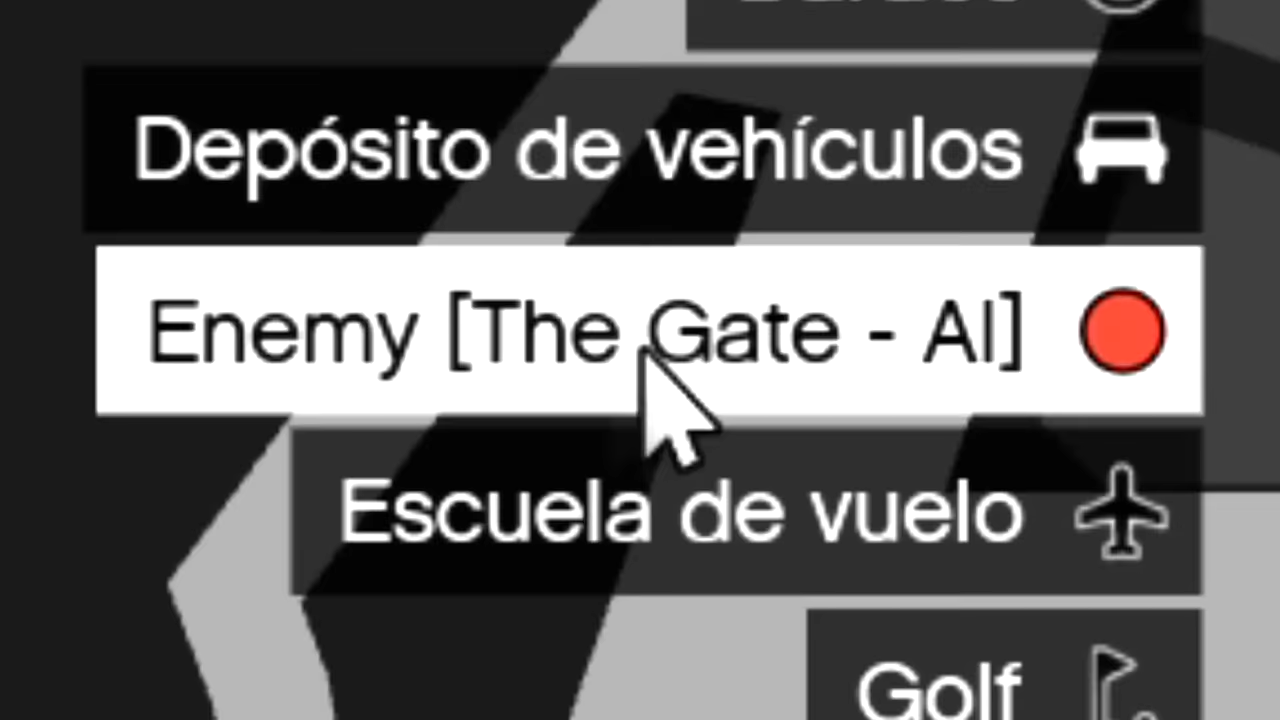 Depósito de vehículos
Enemy [The Gate - AI]
Escuela de vuelo
Golf